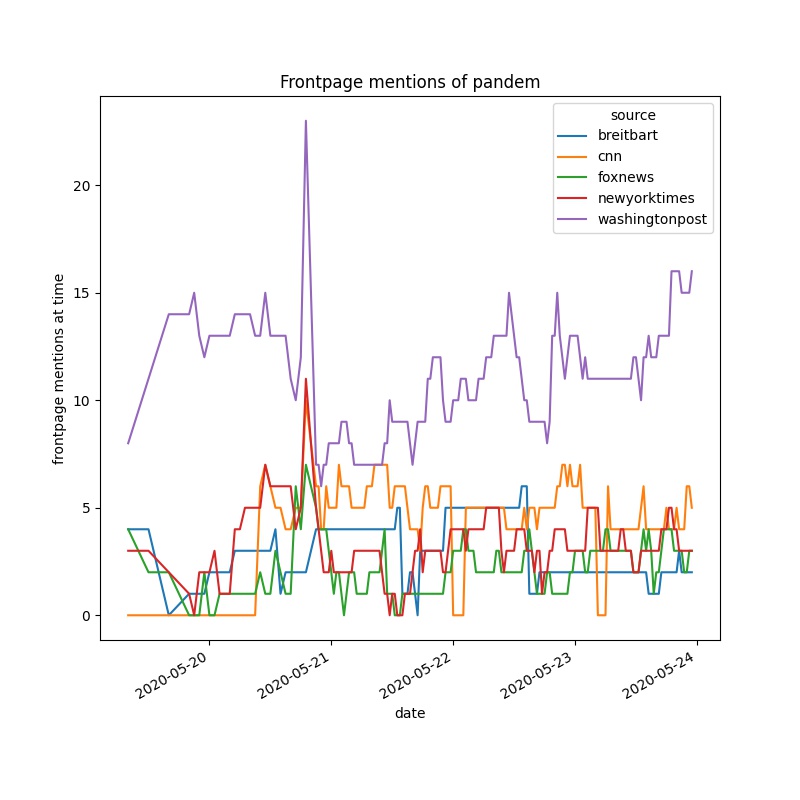 Frontpage mentions of pandem
source
breitbart
cnn
foxnews
newyorktimes
washingtonpost
frontpage mentions at time
20
15
10
5
0
2020-05-20
2020-05-21
2020-05-22
2020-05-23
2020-05-24
date